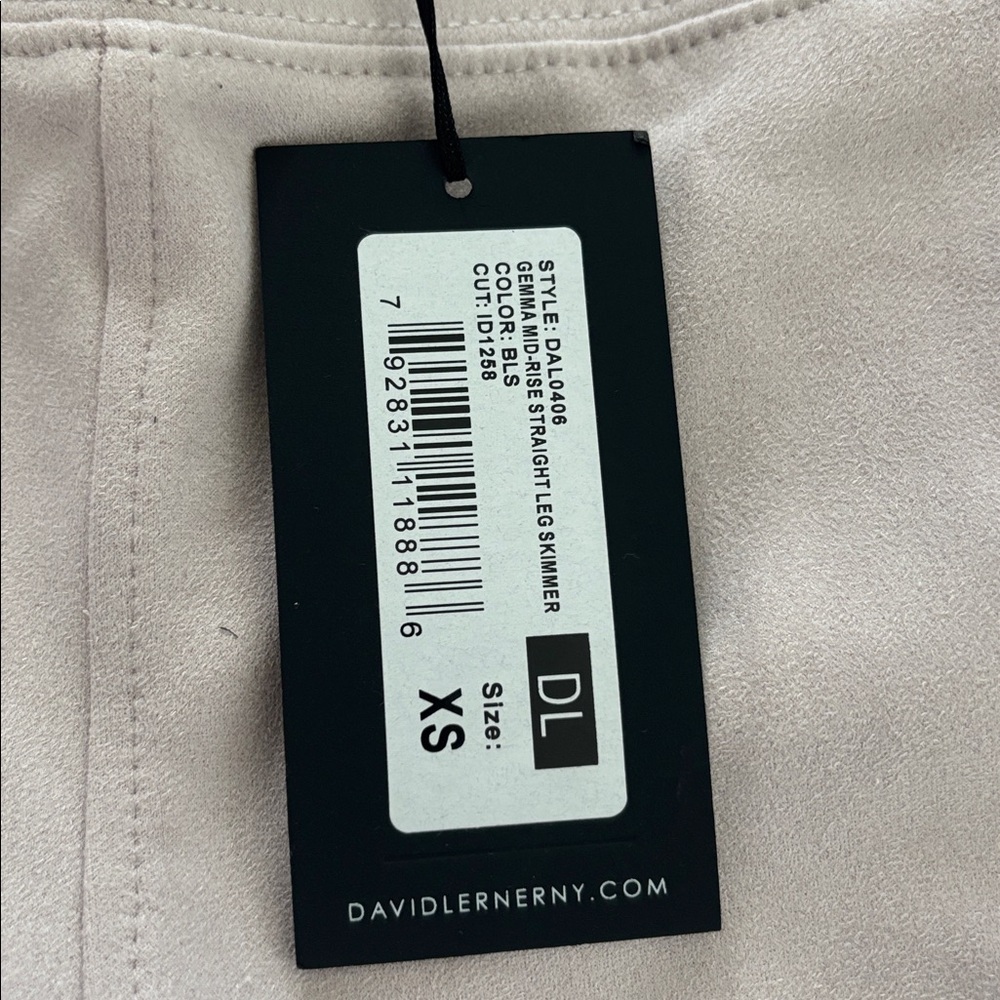 STYLE: DAL0406
GEMMA MID-RISE STRAIGHT LEG SKIMMER
COLOR: BLS
CUT: ID1258
7 92831 11888 6
DL
Size:
XS
DAVIDLERNERNY.COM